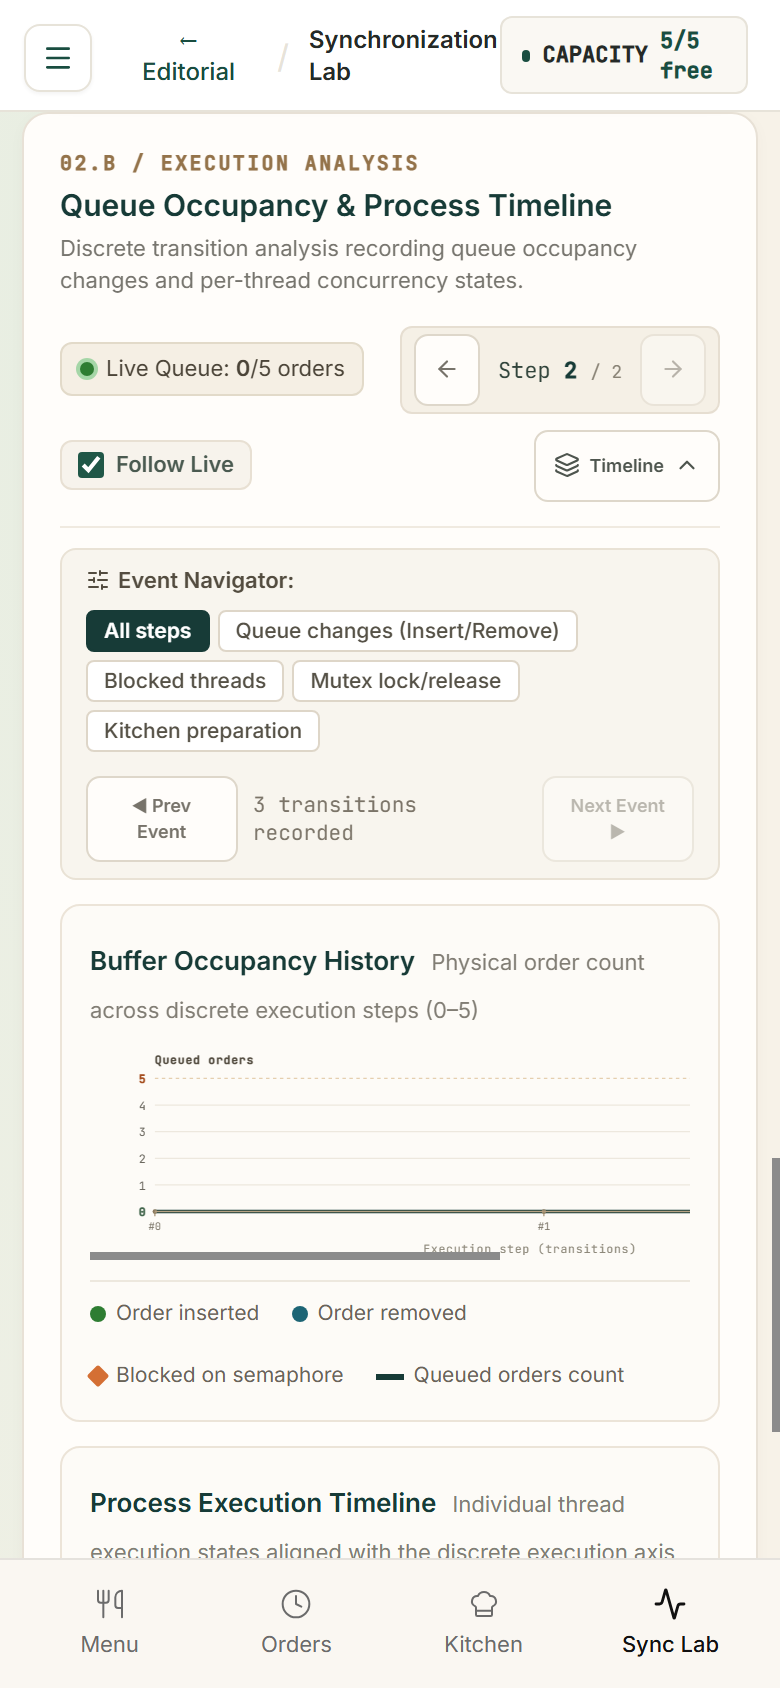 ← Editorial / Synchronization Lab
CAPACITY 5/5 free
02.B / EXECUTION ANALYSIS
Queue Occupancy & Process Timeline
Discrete transition analysis recording queue occupancy
changes and per-thread concurrency states.
Live Queue: 0/5 orders
← Step 2 / 2 →
Follow Live
Timeline
Event Navigator:
All steps
Queue changes (Insert/Remove)
Blocked threads
Mutex lock/release
Kitchen preparation
◀ Prev Event
3 transitions recorded
Next Event ▶
Buffer Occupancy History Physical order count
across discrete execution steps (0–5)
Queued orders
5
4
3
2
1
0
#0 #1
Execution step (transitions)
Order inserted
Order removed
Blocked on semaphore
Queued orders count
Process Execution Timeline Individual thread
execution states aligned with the discrete execution axis
Menu
Orders
Kitchen
Sync Lab